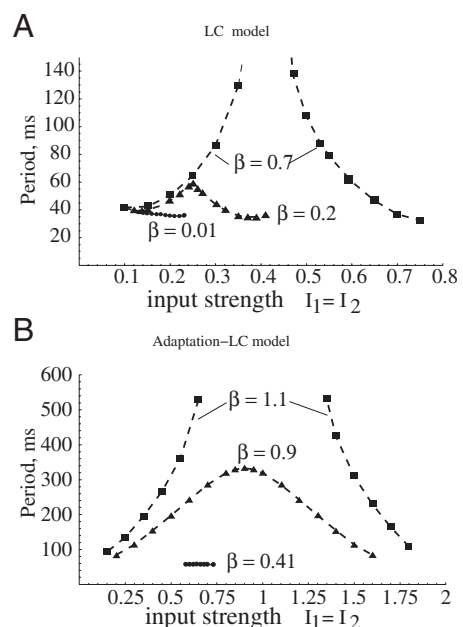 A
LC model
Period, ms
140
120
100
80
60
40
β = 0.7
β = 0.2
β = 0.01
0.1 0.2 0.3 0.4 0.5 0.6 0.7 0.8
input strength I₁= I₂
B
Adaptation–LC model
Period, ms
600
500
400
300
200
100
β = 1.1
β = 0.9
β = 0.41
0.25 0.5 0.75 1 1.25 1.5 1.75 2
input strength I₁= I₂